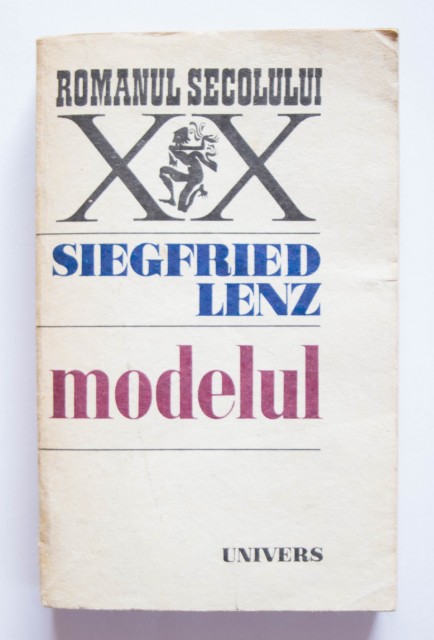 ROMANUL SECOLULUI
XX
SIEGFRIED
LENZ
modelul
UNIVERS